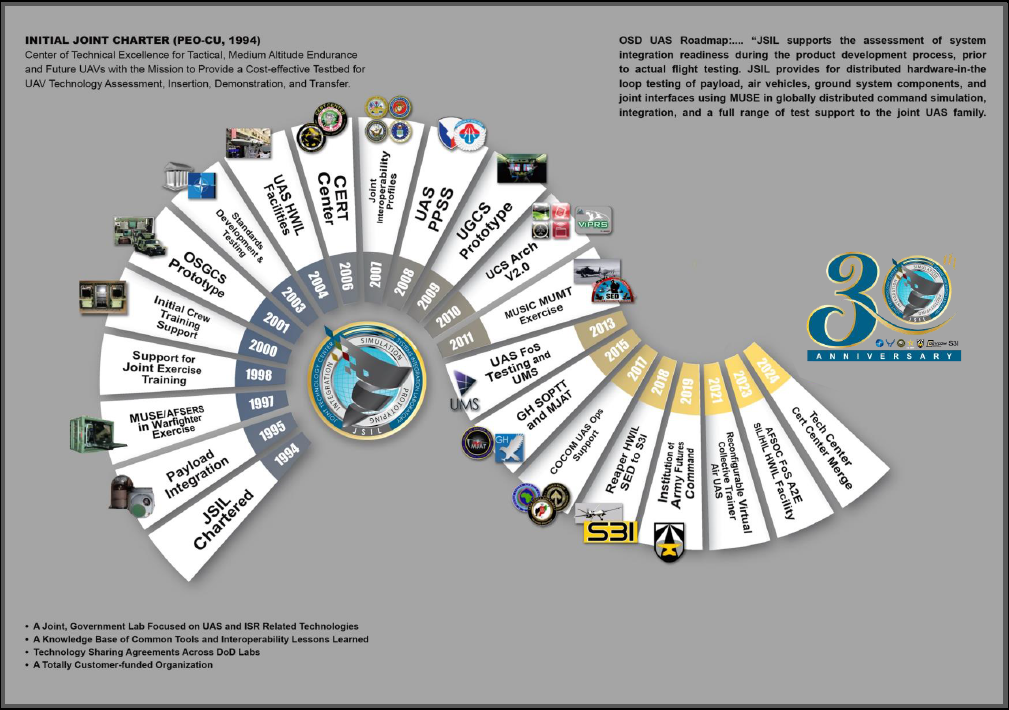 INITIAL JOINT CHARTER (PEO-CU, 1994)
Center of Technical Excellence for Tactical, Medium Altitude Endurance
and Future UAVs with the Mission to Provide a Cost-effective Testbed for
UAV Technology Assessment, Insertion, Demonstration, and Transfer.
OSD UAS Roadmap:.... “JSIL supports the assessment of system
integration readiness during the product development process, prior
to actual flight testing. JSIL provides for distributed hardware-in-the
loop testing of payload, air vehicles, ground system components, and
joint interfaces using MUSE in globally distributed command simulation,
integration, and a full range of test support to the joint UAS family.
JSIL
Chartered
1994
Payload
Integration
1995
MUSE/AFSERS
in Warfighter
Exercise
1997
Support for
Joint Exercise
Training
1998
Initial Crew
Training
Support
2000
OSGCS
Prototype
2001
Standards
Development &
Testing
2003
UAS HWIL
Facilities
2004
CERT
Center
2006
Joint
Interoperability
Profiles
2007
UAS
PPSS
2008
UGCS
Prototype
2009
UCS Arch
V2.0
2010
ViPRS
MUSIC MUMT
Exercise
2011
SED
UAS FoS
Testing and
UMS
2013
UMS
GH SOPTT
and MJAT
2015
MJAT
GH
COCOM UAS Ops
Support
2017
Reaper HWIL
SED to S3I
2018
S3I
Institution of
Army Futures
Command
2019
Reconfigurable Virtual
Collective Trainer
Air UAS
2021
AFSOC FoS A2E
SIL/HIL HWIL Facility
2023
Tech Center
Cert Center Merge
2024
JOINT TECHNOLOGY CENTER
SIMULATION
INTEGRATION
PROTOTYPING
JSIL
30TH
SIMULATION
JSIL
S3I
ANNIVERSARY
• A Joint, Government Lab Focused on UAS and ISR Related Technologies
• A Knowledge Base of Common Tools and Interoperability Lessons Learned
• Technology Sharing Agreements Across DoD Labs
• A Totally Customer-funded Organization